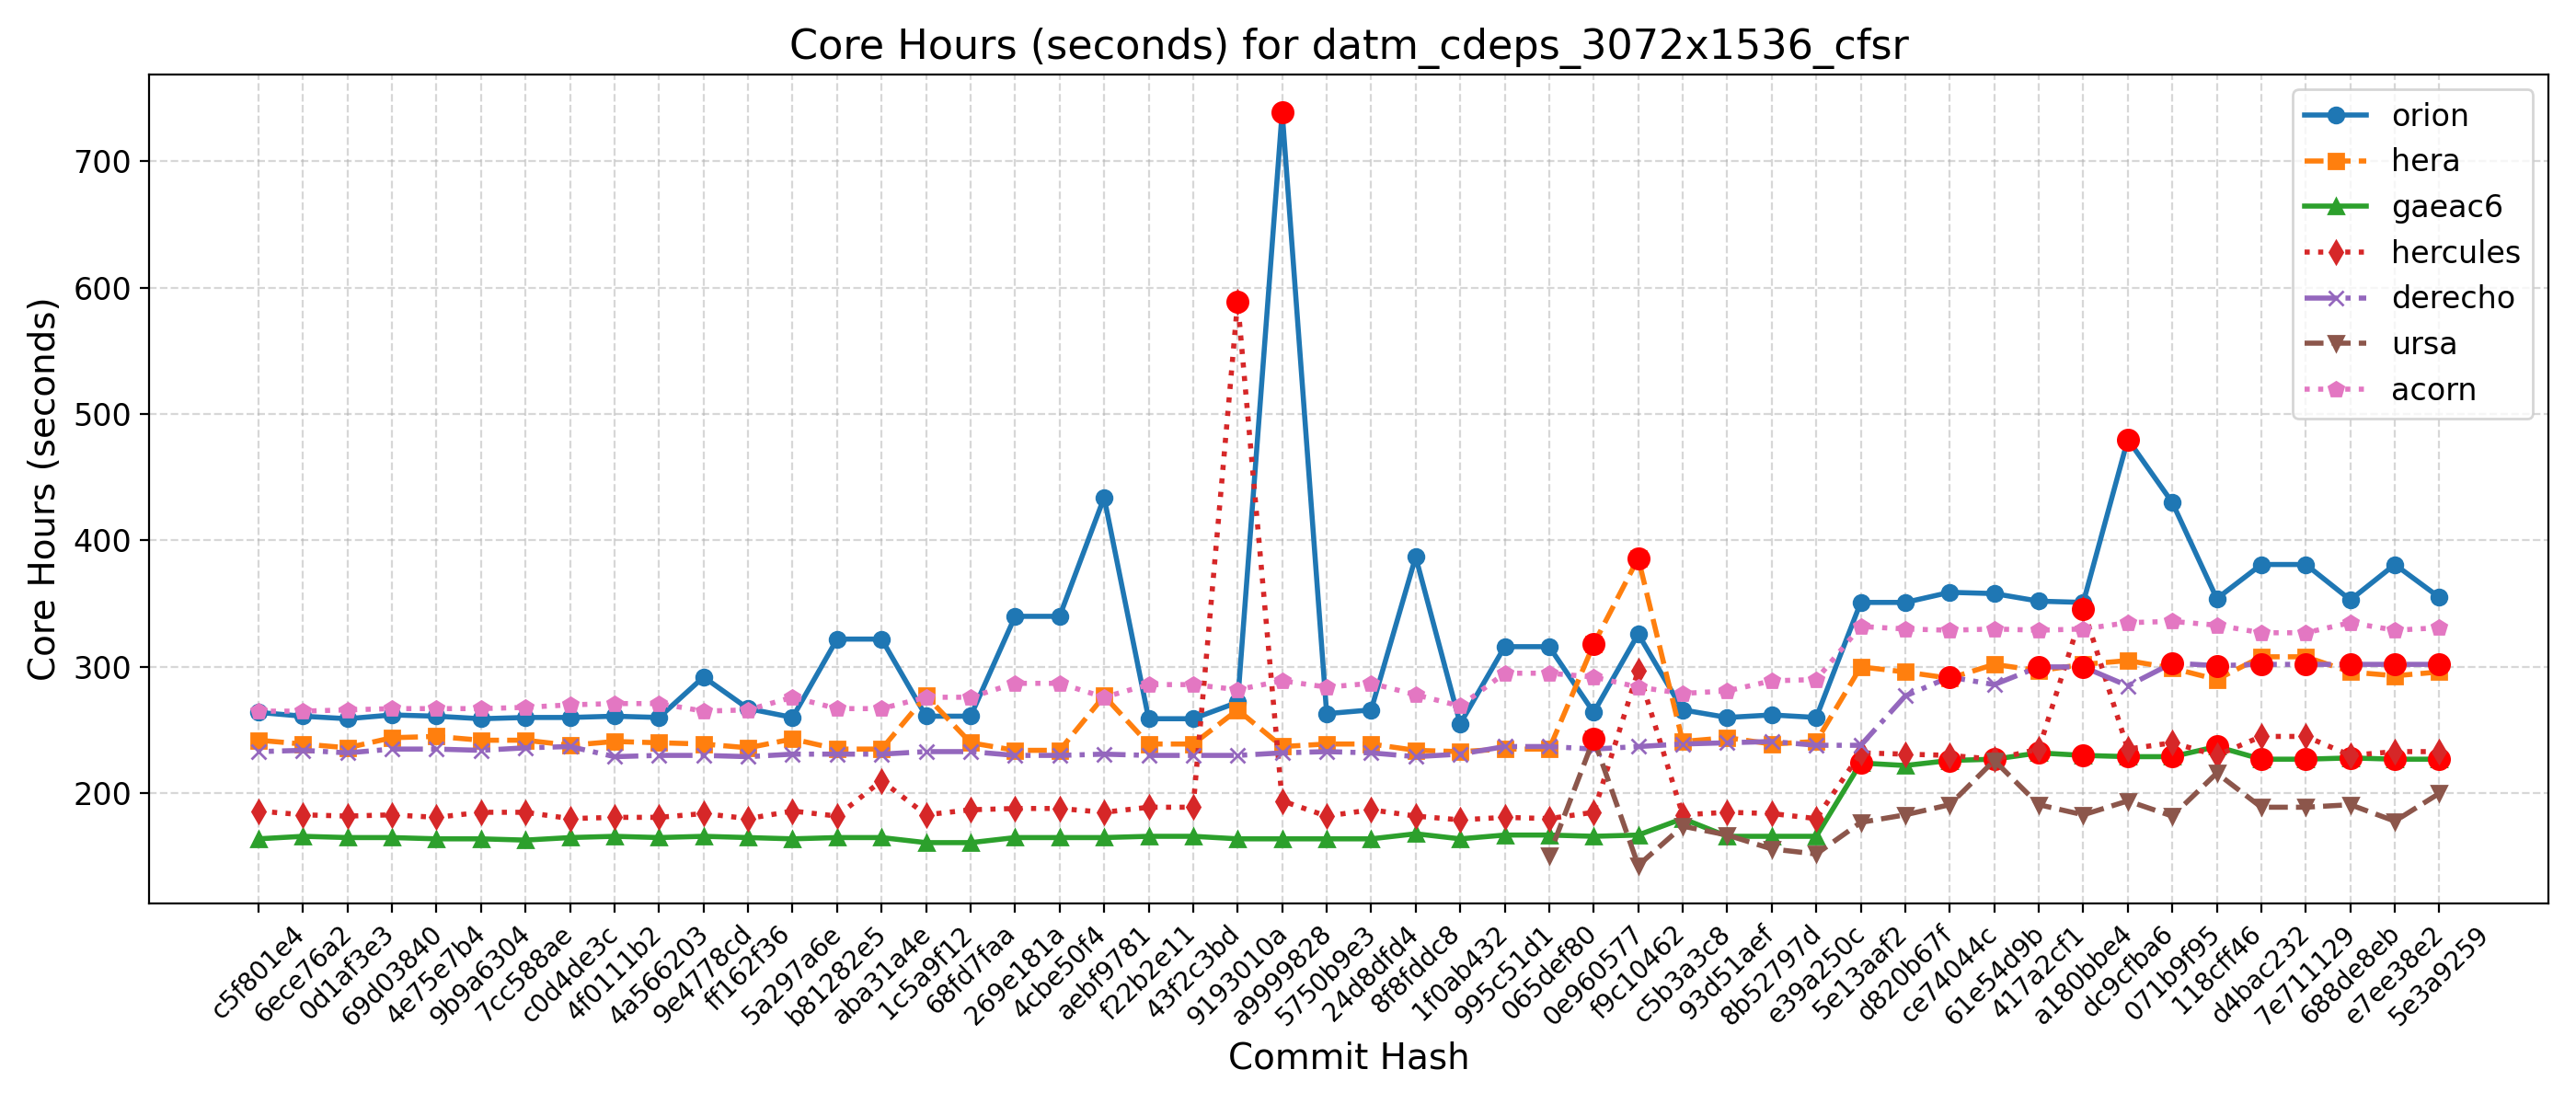 Core Hours (seconds) for datm_cdeps_3072x1536_cfsr
Core Hours (seconds)
700
600
500
400
300
200
orion
hera
gaeac6
hercules
derecho
ursa
acorn
c5f801e4
6ece76a2
0d1af3e3
69d03840
4e75e7b4
9b9a6304
7cc588ae
c0d4de3c
4f0111b2
4a566203
9e4778cd
ff162f36
5a297a6e
b81282e5
aba31a4e
1c5a9f12
68fd7faa
269e181a
4cbe50f4
aebf9781
f22b2e11
43f2c3bd
9193010a
a9999828
5750b9e3
24d8dfd4
8f8fddc8
1f0ab432
995c51d1
065def80
0e960577
f9c10462
c5b3a3c8
93d51aef
8b52797d
e39a250c
5e13aaf2
d820b67f
ce74044c
61e54d9b
417a2cf1
a180bbe4
dc9cfba6
071b9f95
118cff46
d4bac232
7e711129
688de8eb
e7ee38e2
5e3a9259
Commit Hash